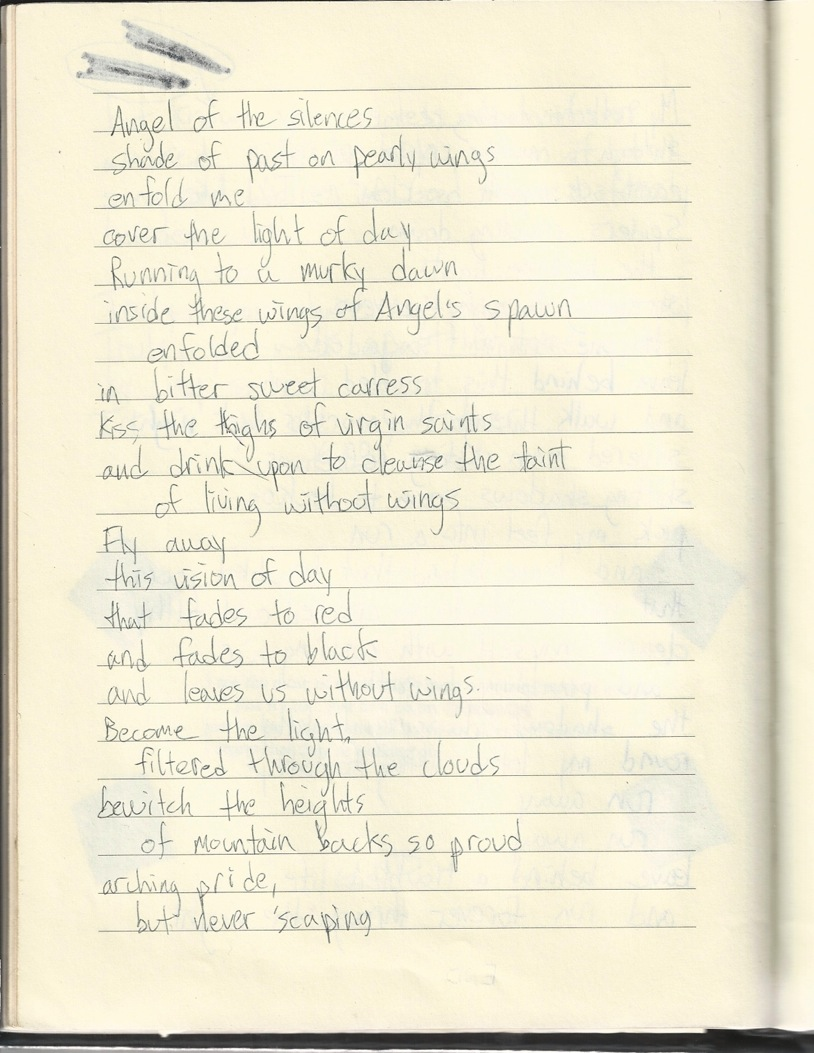 Angel of the silences
shade of past on pearly wings
enfold me
cover the light of day
Running to a murky dawn
inside these wings of Angel's spawn
enfolded
in bitter sweet carress
kiss the thighs of virgin saints
and drink upon to cleanse the taint
of living without wings
Fly away
this vision of day
that fades to red
and fades to black
and leaves us without wings.
Become the light,
filtered through the clouds
bewitch the heights
of mountain backs so proud
arching pride,
but never 'scaping